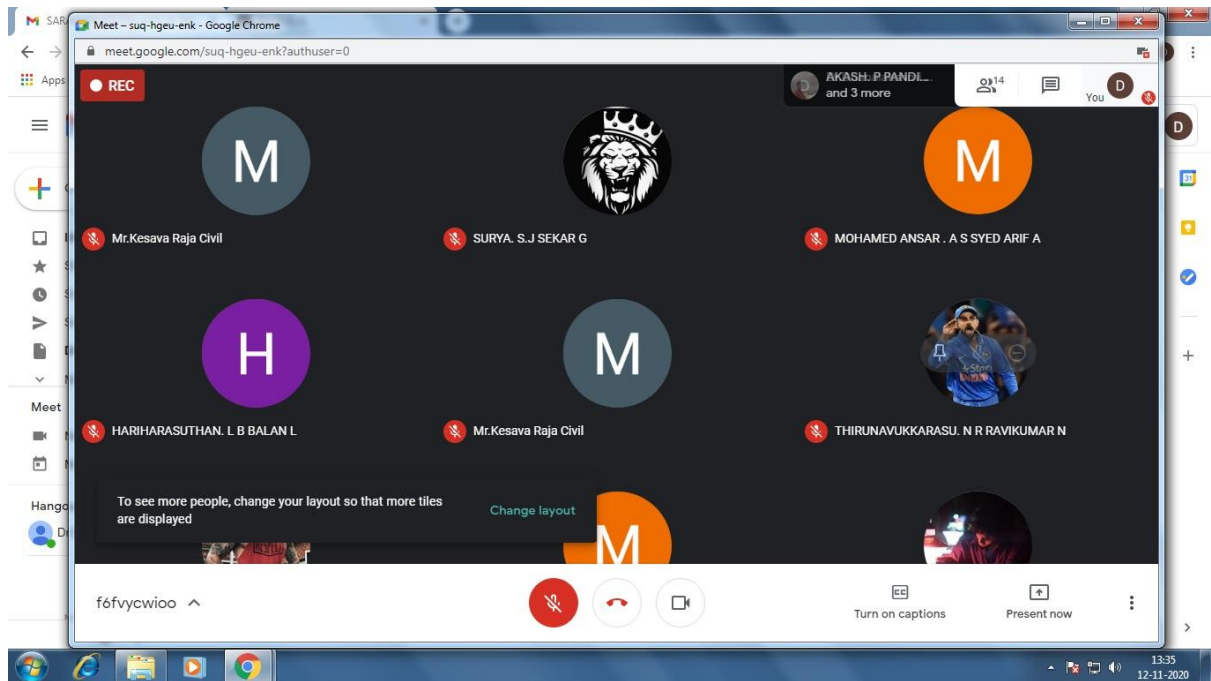 Meet – suq-hgeu-enk - Google Chrome
meet.google.com/suq-hgeu-enk?authuser=0
Apps
REC
AKASH. P PANDI...
and 3 more
14
You
D
D
M
M
Mr.Kesava Raja Civil
SURYA. S.J SEKAR G
MOHAMED ANSAR . A S SYED ARIF A
31
H
M
HARIHARASUTHAN. L B BALAN L
Mr.Kesava Raja Civil
THIRUNAVUKKARASU. N R RAVIKUMAR N
Meet
To see more people, change your layout so that more tiles
are displayed
Change layout
M
f6fvycwioo
Turn on captions
Present now
13:35
12-11-2020